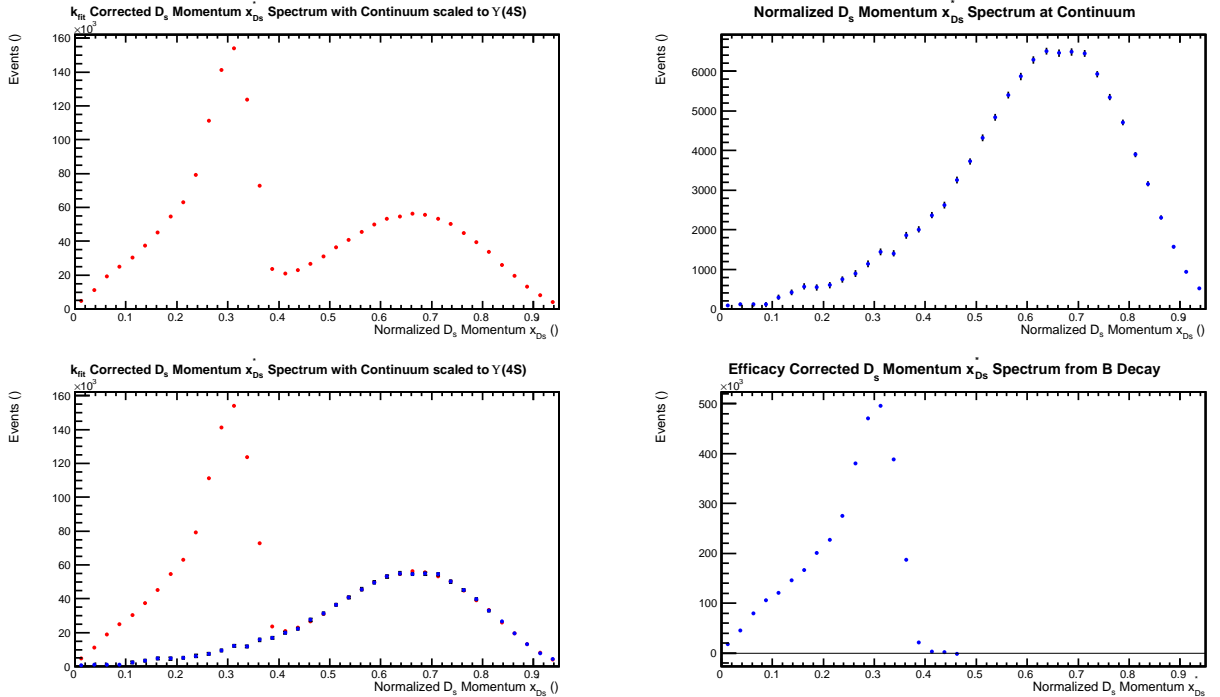 k_fit Corrected D_s Momentum x*_Ds Spectrum with Continuum scaled to ϒ(4S)
×10³
Events ()
160
140
120
100
80
60
40
20
0
0 0.1 0.2 0.3 0.4 0.5 0.6 0.7 0.8 0.9
Normalized D_s Momentum x_Ds ()
Normalized D_s Momentum x*_Ds Spectrum at Continuum
Events ()
6000
5000
4000
3000
2000
1000
0
0 0.1 0.2 0.3 0.4 0.5 0.6 0.7 0.8 0.9
Normalized D_s Momentum x_Ds ()
k_fit Corrected D_s Momentum x*_Ds Spectrum with Continuum scaled to ϒ(4S)
×10³
Events ()
160
140
120
100
80
60
40
20
0
0 0.1 0.2 0.3 0.4 0.5 0.6 0.7 0.8 0.9
Normalized D_s Momentum x_Ds ()
Efficacy Corrected D_s Momentum x*_Ds Spectrum from B Decay
×10³
Events ()
500
400
300
200
100
0
0 0.1 0.2 0.3 0.4 0.5 0.6 0.7 0.8 0.9
Normalized D_s Momentum x*_Ds